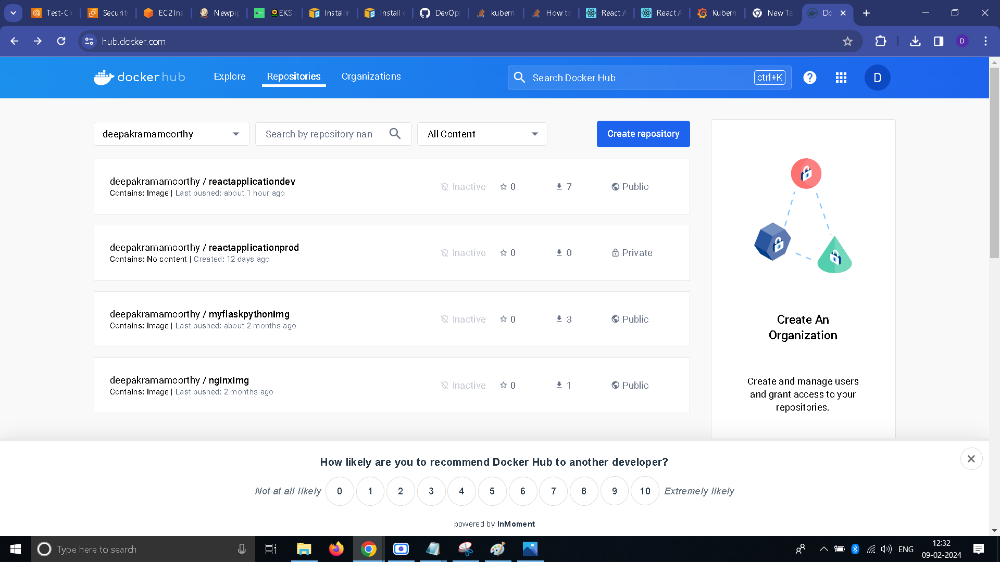 Test-Cl
Security
EC2 Ins
Newpip
EKS
Installin
Install
DevOps
kubern
How to
React A
React A
Kubern
New Ta
Do
hub.docker.com
D
docker hub
Explore
Repositories
Organizations
Search Docker Hub
ctrl+K
D
deepakramamoorthy
Search by repository nan
All Content
Create repository
deepakramamoorthy / reactapplicationdev
Contains: Image | Last pushed: about 1 hour ago
Inactive
0
7
Public
deepakramamoorthy / reactapplicationprod
Contains: No content | Created: 12 days ago
Inactive
0
0
Private
deepakramamoorthy / myflaskpythonimg
Contains: Image | Last pushed: about 2 months ago
Inactive
0
3
Public
deepakramamoorthy / nginximg
Contains: Image | Last pushed: 2 months ago
Inactive
0
1
Public
Create An
Organization
Create and manage users
and grant access to your
repositories.
How likely are you to recommend Docker Hub to another developer?
Not at all likely 0 1 2 3 4 5 6 7 8 9 10 Extremely likely
powered by InMoment
Type here to search
ENG
12:32
09-02-2024